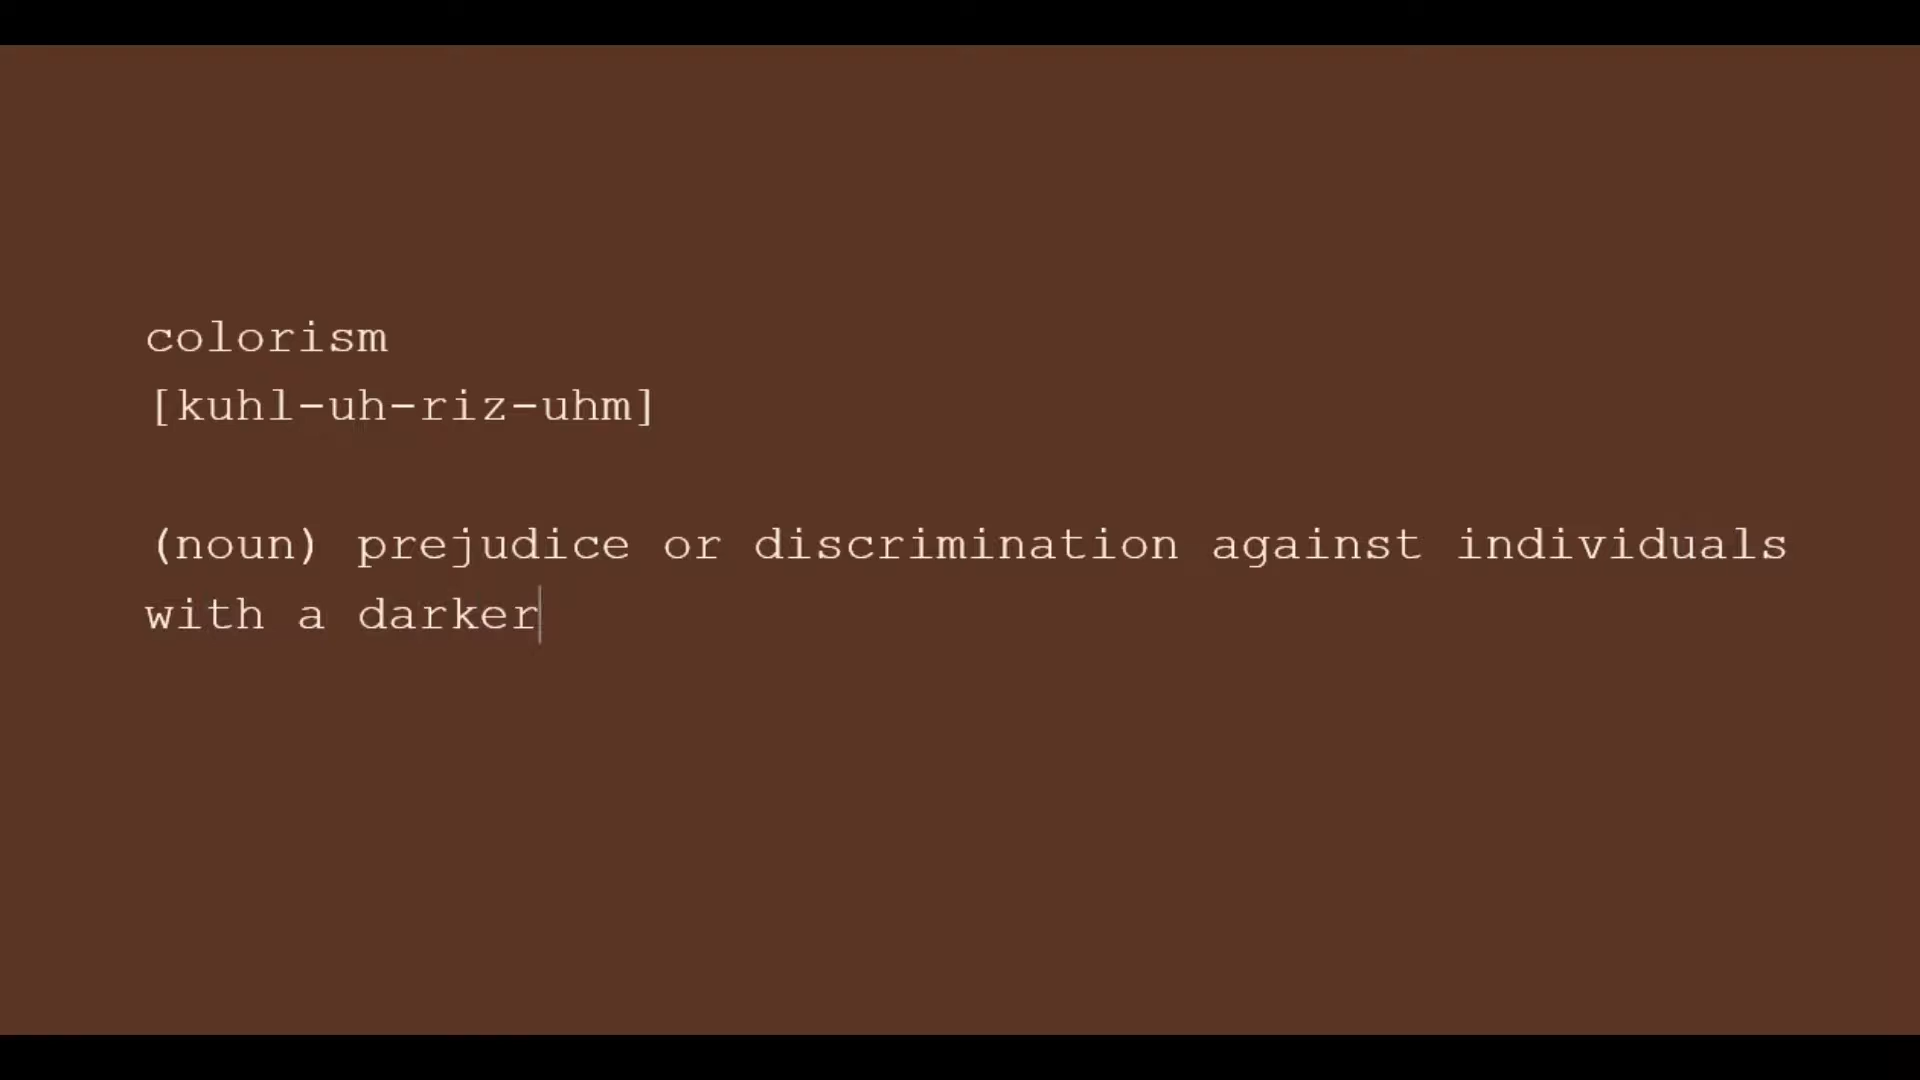 colorism
[kuhl-uh-riz-uhm]
(noun) prejudice or discrimination against individuals
with a darker